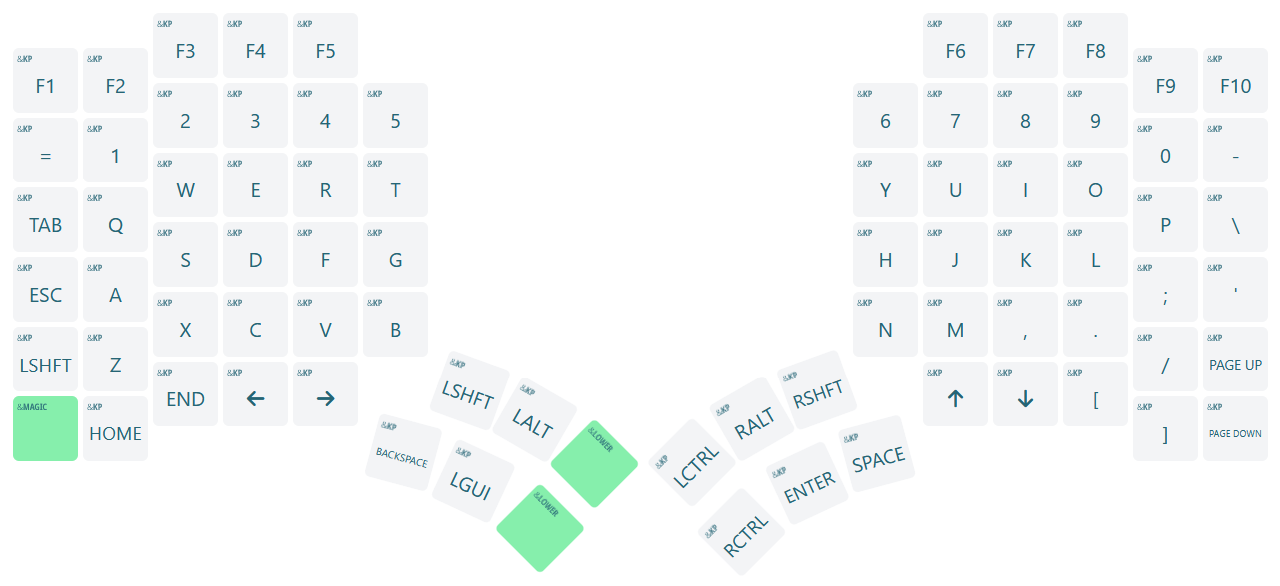 &KP &KP &KP &KP &KP &KP
F3 F4 F5 F6 F7 F8
&KP &KP &KP &KP
F1 F2 F9 F10
&KP &KP &KP &KP &KP &KP &KP &KP
2 3 4 5 6 7 8 9
&KP &KP &KP &KP
= 1 0 -
&KP &KP &KP &KP &KP &KP &KP &KP
W E R T Y U I O
&KP &KP &KP &KP
TAB Q P \
&KP &KP &KP &KP &KP &KP &KP &KP
S D F G H J K L
&KP &KP &KP &KP
ESC A ; '
&KP &KP &KP &KP &KP &KP &KP &KP
X C V B N M , .
&KP &KP &KP &KP
LSHFT Z / PAGE UP
&KP &KP &KP &KP &KP &KP
END ← → ↑ ↓ [
&MAGIC &KP &KP &KP
HOME ] PAGE DOWN
&KP &KP &KP &KP
LSHFT LALT RALT RSHFT
&LOWER &KP
LCTRL
&KP &KP &KP &KP
BACKSPACE LGUI ENTER SPACE
&LOWER &KP
RCTRL